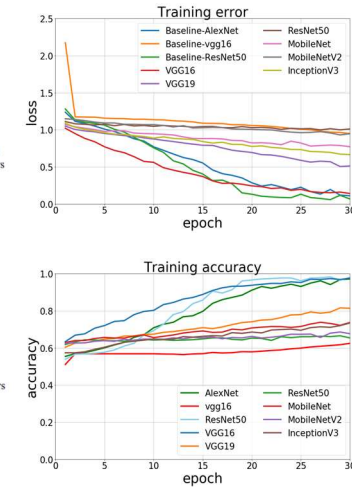 Training error
2.5
2.0
1.5
1.0
0.5
0.0
loss
Baseline-AlexNet
Baseline-vgg16
Baseline-ResNet50
VGG16
VGG19
ResNet50
MobileNet
MobileNetV2
InceptionV3
0 5 10 15 20 25 30
epoch
rs
Training accuracy
1.0
0.8
0.6
0.4
0.2
0.0
accuracy
AlexNet
vgg16
ResNet50
VGG16
VGG19
ResNet50
MobileNet
MobileNetV2
InceptionV3
0 5 10 15 20 25 30
epoch
rs